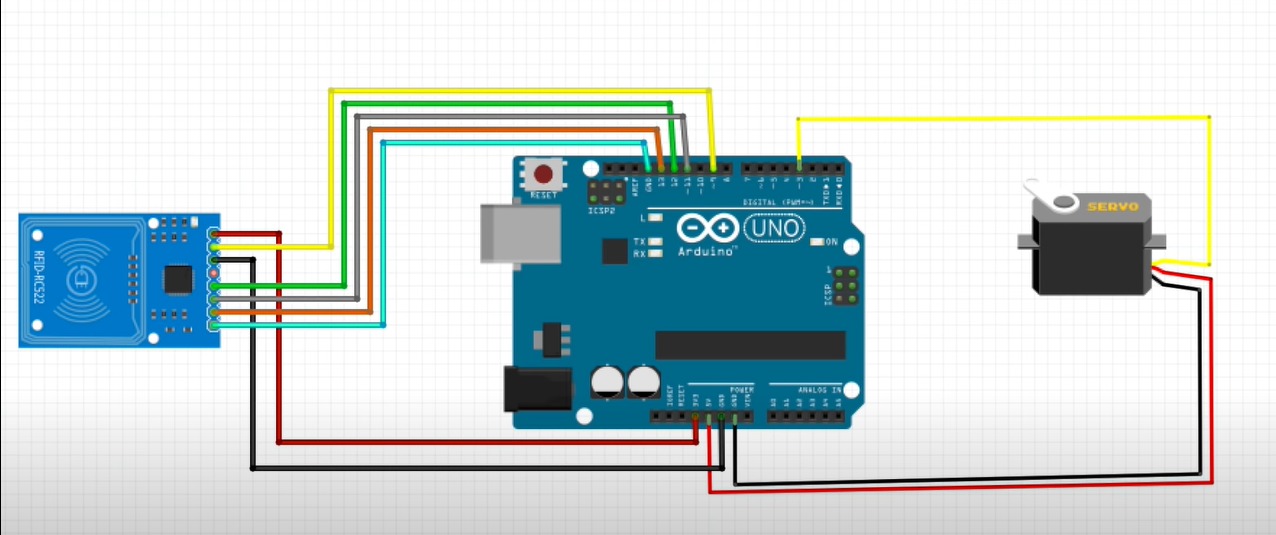 RFID-RC522
RESET
ICSP2
AREF
GND
13
12
~11
~10
~9
8
7
~6
~5
4
~3
2
TXD▶1
RXD◀0
DIGITAL (PWM=~)
L
TX
RX
Arduino™
UNO
ON
1
ICSP
POWER
ANALOG IN
IOREF
RESET
3V3
5V
GND
GND
VIN
A0
A1
A2
A3
A4
A5
SERVO